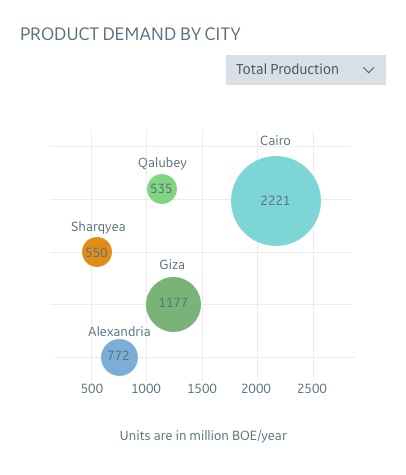 PRODUCT DEMAND BY CITY
Total Production
Cairo
2221
Qalubey
535
Sharqyea
550
Giza
1177
Alexandria
772
500 1000 1500 2000 2500
Units are in million BOE/year